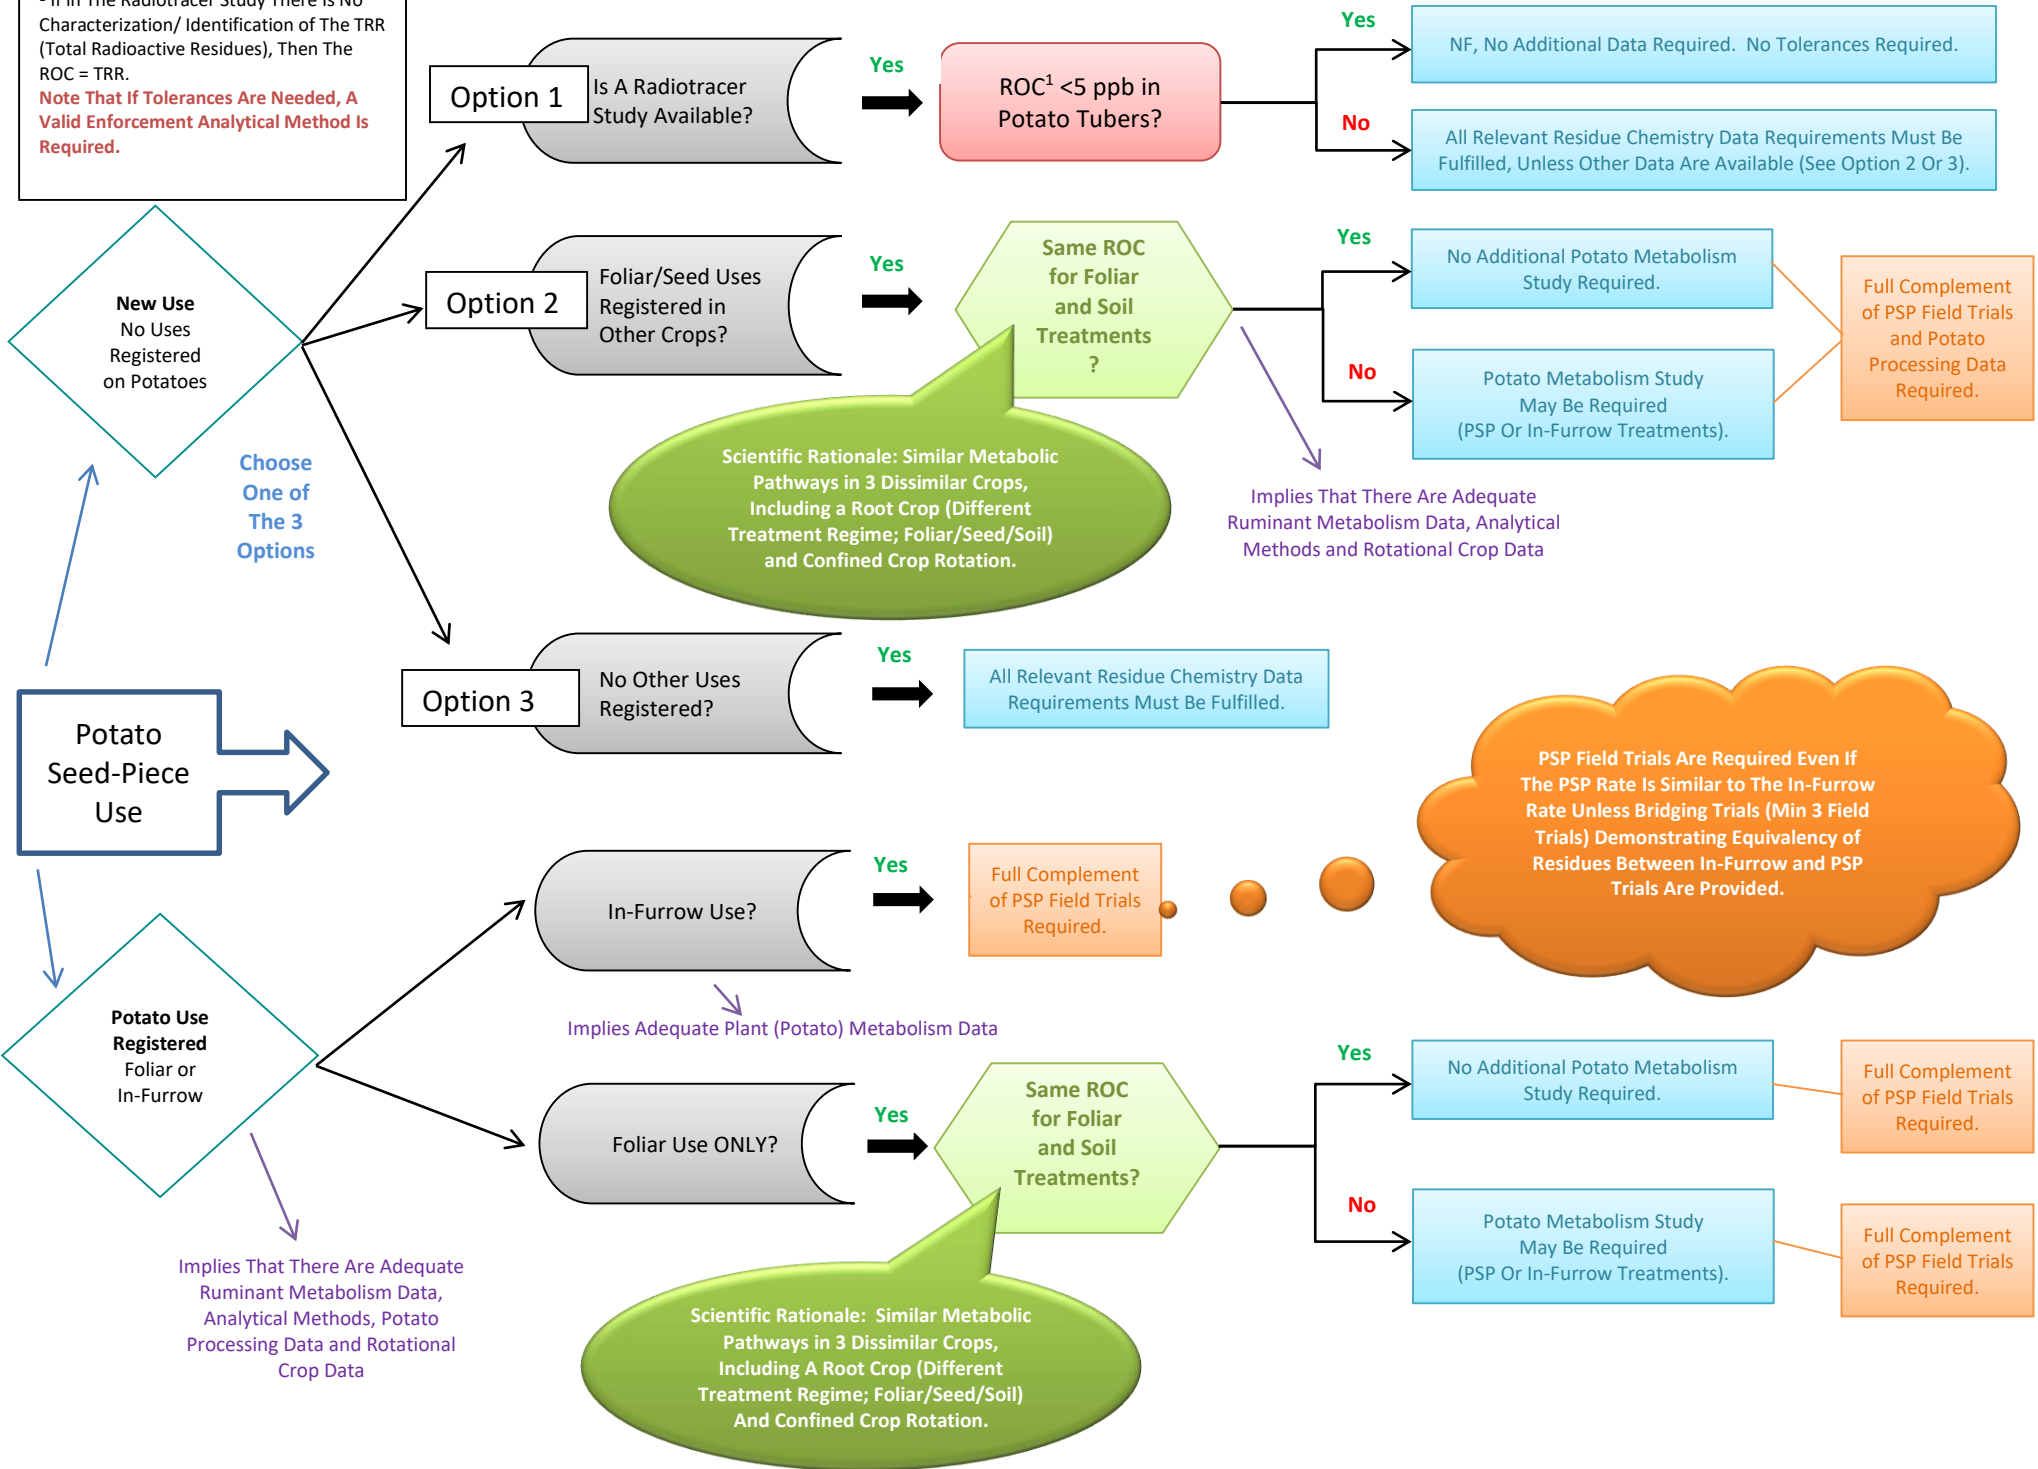 - If In The Radiotracer Study There Is No
Characterization/ Identification of The TRR
(Total Radioactive Residues), Then The
ROC = TRR.
Note That If Tolerances Are Needed, A
Valid Enforcement Analytical Method Is
Required.
Option 1
Is A Radiotracer
Study Available?
Yes
ROC¹ <5 ppb in
Potato Tubers?
Yes
NF, No Additional Data Required.  No Tolerances Required.
No
All Relevant Residue Chemistry Data Requirements Must Be
Fulfilled, Unless Other Data Are Available (See Option 2 Or 3).
New Use
No Uses
Registered
on Potatoes
Option 2
Foliar/Seed Uses
Registered in
Other Crops?
Yes
Same ROC
for Foliar
and Soil
Treatments
?
Yes
No Additional Potato Metabolism
Study Required.
No
Potato Metabolism Study
May Be Required
(PSP Or In-Furrow Treatments).
Full Complement
of PSP Field Trials
and Potato
Processing Data
Required.
Choose
One of
The 3
Options
Scientific Rationale: Similar Metabolic
Pathways in 3 Dissimilar Crops,
Including a Root Crop (Different
Treatment Regime; Foliar/Seed/Soil)
and Confined Crop Rotation.
Implies That There Are Adequate
Ruminant Metabolism Data, Analytical
Methods and Rotational Crop Data
Option 3
No Other Uses
Registered?
Yes
All Relevant Residue Chemistry Data
Requirements Must Be Fulfilled.
Potato
Seed-Piece
Use
PSP Field Trials Are Required Even If
The PSP Rate Is Similar to The In-Furrow
Rate Unless Bridging Trials (Min 3 Field
Trials) Demonstrating Equivalency of
Residues Between In-Furrow and PSP
Trials Are Provided.
In-Furrow Use?
Yes
Full Complement
of PSP Field Trials
Required.
Implies Adequate Plant (Potato) Metabolism Data
Potato Use
Registered
Foliar or
In-Furrow
Foliar Use ONLY?
Yes
Same ROC
for Foliar
and Soil
Treatments?
Yes
No Additional Potato Metabolism
Study Required.
Full Complement
of PSP Field Trials
Required.
No
Potato Metabolism Study
May Be Required
(PSP Or In-Furrow Treatments).
Full Complement
of PSP Field Trials
Required.
Implies That There Are Adequate
Ruminant Metabolism Data,
Analytical Methods, Potato
Processing Data and Rotational
Crop Data
Scientific Rationale:  Similar Metabolic
Pathways in 3 Dissimilar Crops,
Including A Root Crop (Different
Treatment Regime; Foliar/Seed/Soil)
And Confined Crop Rotation.